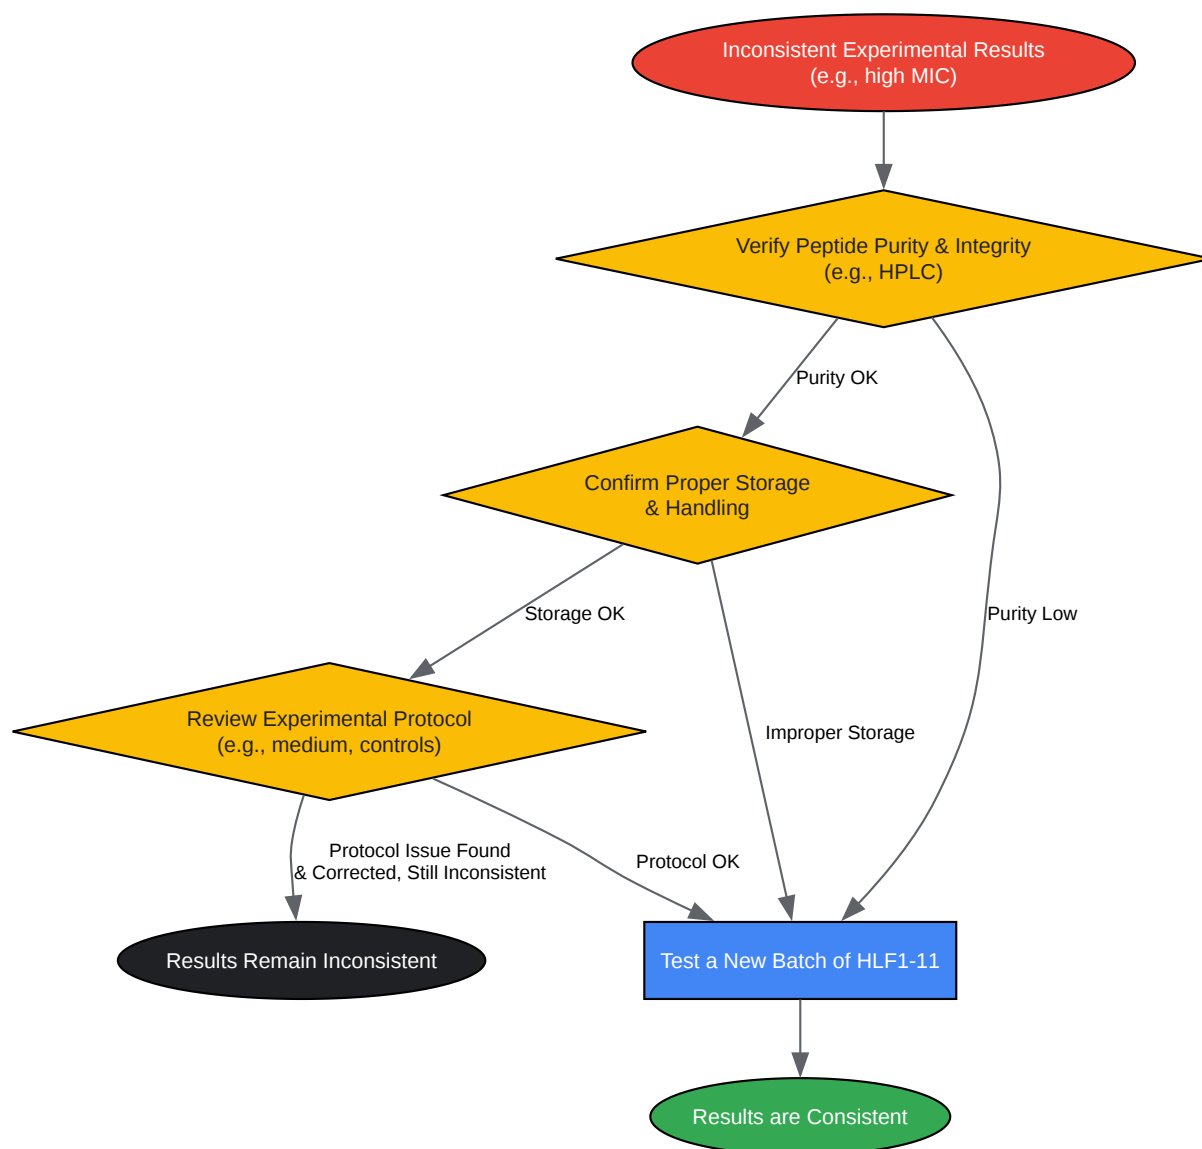 Inconsistent Experimental Results
(e.g., high MIC)
Verify Peptide Purity & Integrity
(e.g., HPLC)
Purity OK
Confirm Proper Storage
& Handling
Storage OK
Purity Low
Review Experimental Protocol
(e.g., medium, controls)
Improper Storage
Protocol Issue Found
& Corrected, Still Inconsistent
Protocol OK
Results Remain Inconsistent
Test a New Batch of HLF1-11
Results are Consistent